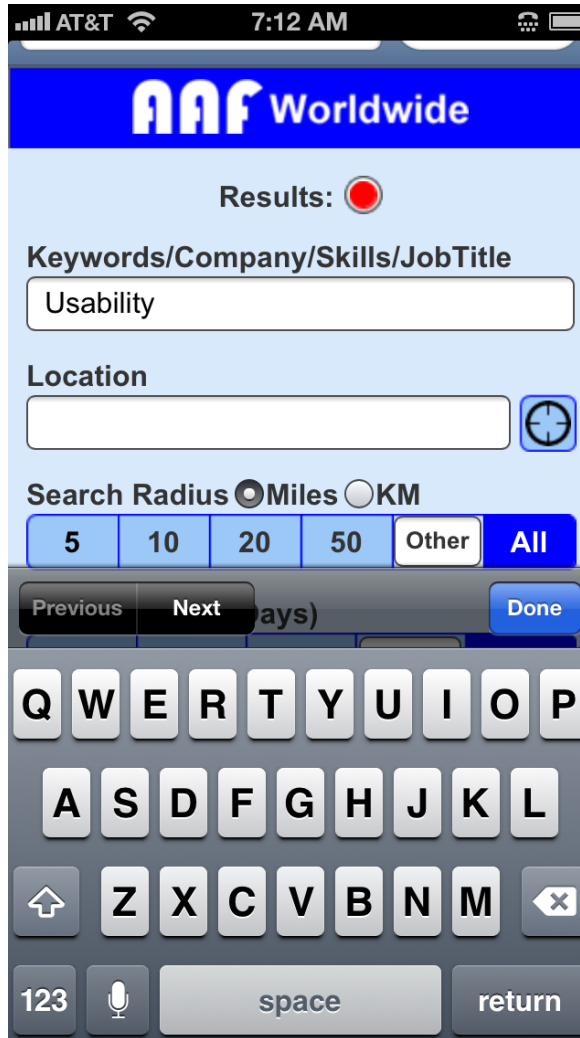 AT&T 7:12 AM
AAF Worldwide
Results:
Keywords/Company/Skills/JobTitle
Usability
Location
Search Radius Miles KM
5 10 20 50 Other All
Previous Next ays) Done
Q W E R T Y U I O P
A S D F G H J K L
Z X C V B N M
123 space return